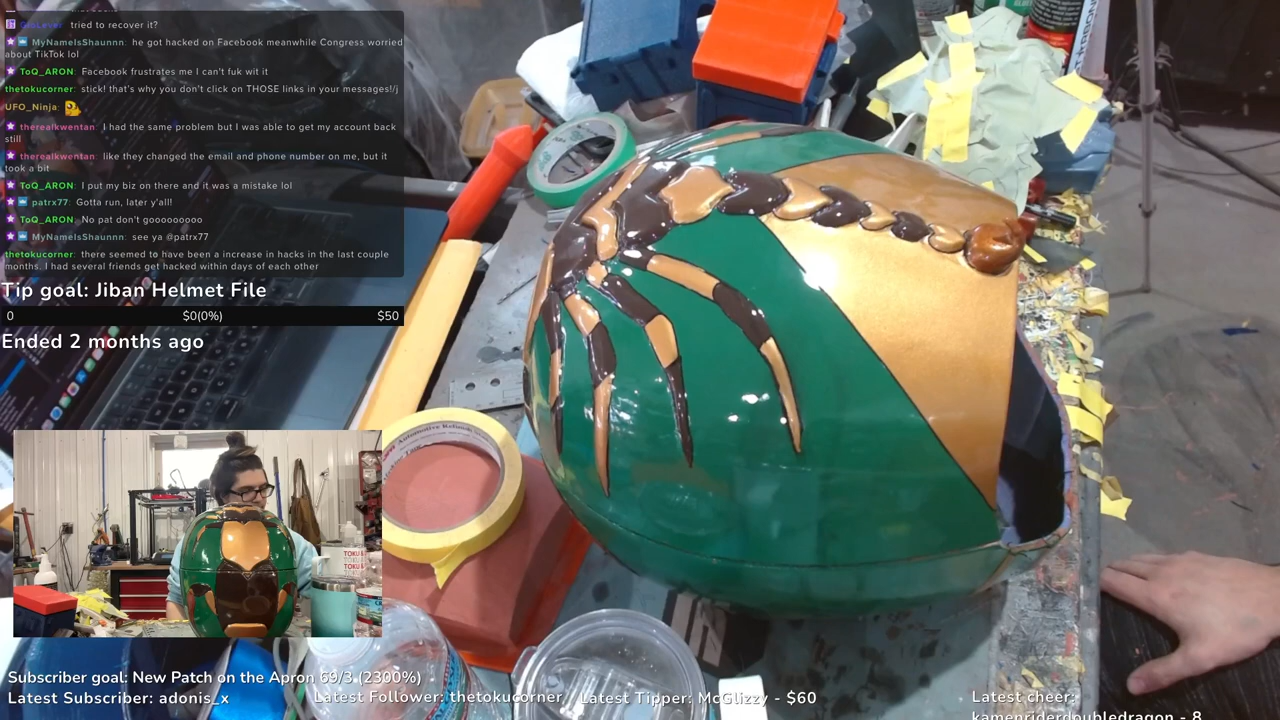 tried to recover it?
MyNameIsShaunnn: he got hacked on Facebook meanwhile Congress worried
about TikTok lol
ToQ_ARON: Facebook frustrates me I can't fuk wit it
thetokucorner: stick! that's why you don't click on THOSE links in your messages!/j
UFO_Ninja:
therealkwentan: I had the same problem but I was able to get my account back
still
therealkwentan: like they changed the email and phone number on me, but it
took a bit
ToQ_ARON: I put my biz on there and it was a mistake lol
patrx77: Gotta run, later y'all!
ToQ_ARON: No pat don't gooooooooo
MyNameIsShaunnn: see ya @patrx77
thetokucorner: there seemed to have been a increase in hacks in the last couple
months. I had several friends get hacked within days of each other
Tip goal: Jiban Helmet File
0 $0(0%) $50
Ended 2 months ago
Automotive Refinish
TOKU
Subscriber goal: New Patch on the Apron 69/3 (2300%)
Latest Subscriber: adonis_x
Latest Follower: thetokucorner
Latest Tipper: McGlizzy - $60
Latest cheer:
kamenriderdoubledragon - 8